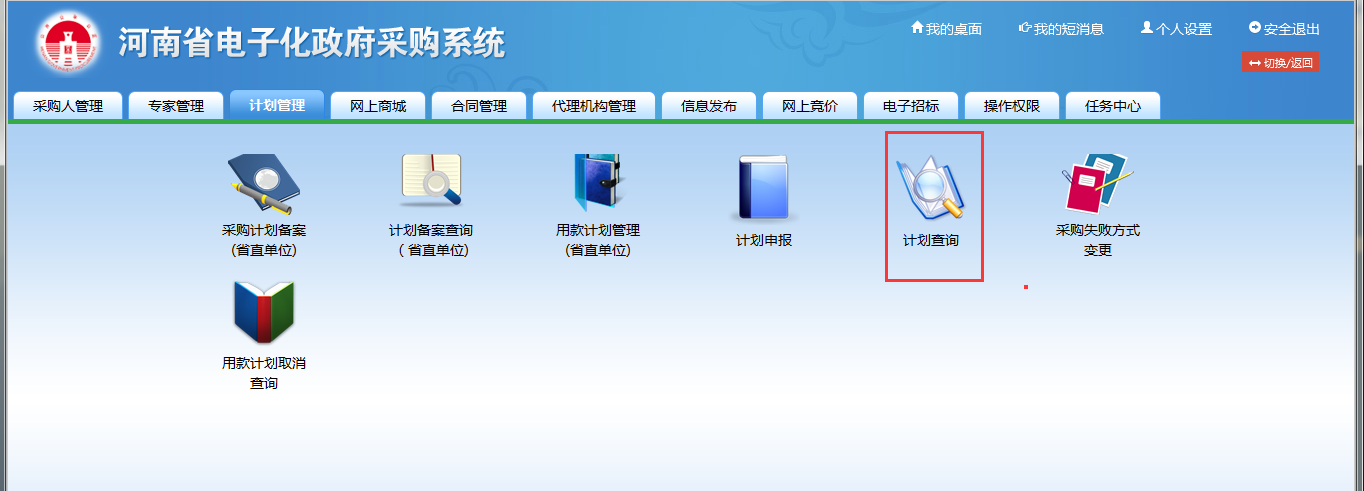 我的桌面
我的短消息
个人设置
安全退出
河南省电子化政府采购系统
切换/返回
采购人管理
专家管理
计划管理
网上商城
合同管理
代理机构管理
信息发布
网上竞价
电子招标
操作权限
任务中心
采购计划备案
(省直单位)
计划备案查询
( 省直单位)
用款计划管理
(省直单位)
计划申报
计划查询
采购失败方式
变更
用款计划取消
查询